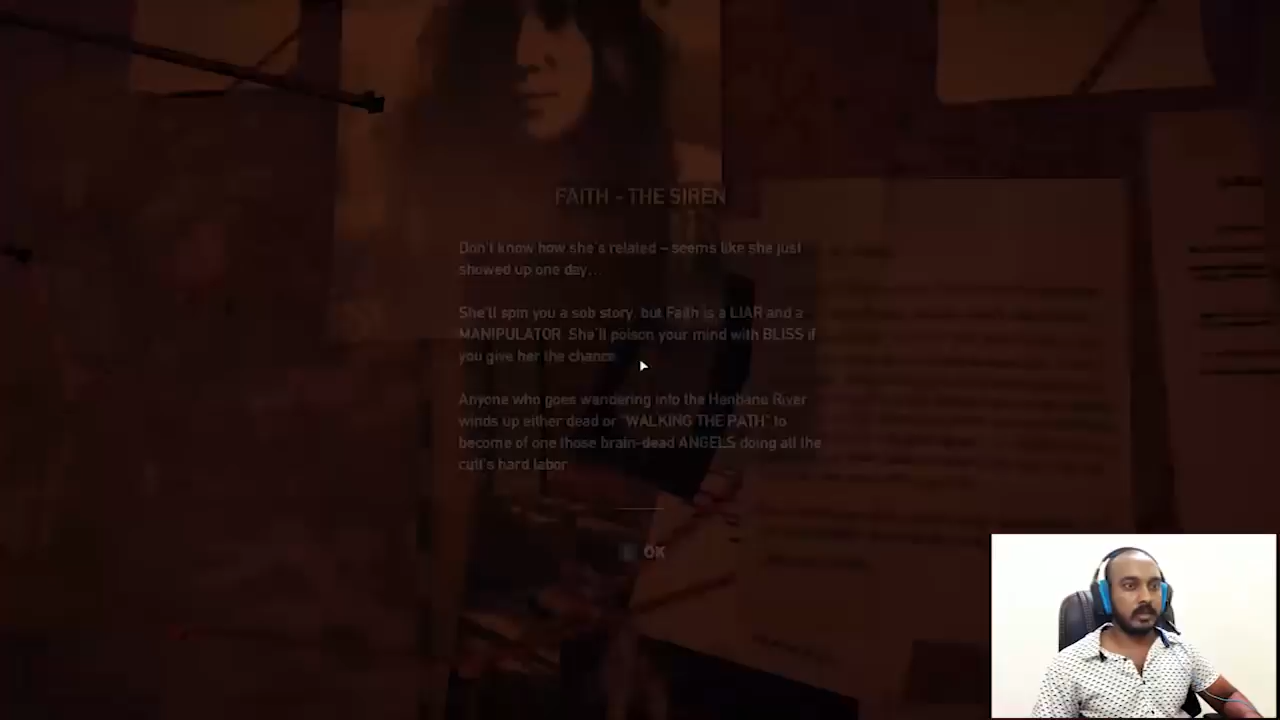 FAITH - THE SIREN
Don't know how she's related – seems like she just
showed up one day...
She'll spin you a sob story, but Faith is a LIAR and a
MANIPULATOR. She'll poison your mind with BLISS if
you give her the chance.
Anyone who goes wandering into the Henbane River
winds up either dead or "WALKING THE PATH" to
become of one those brain-dead ANGELS doing all the
cult's hard labor.
OK